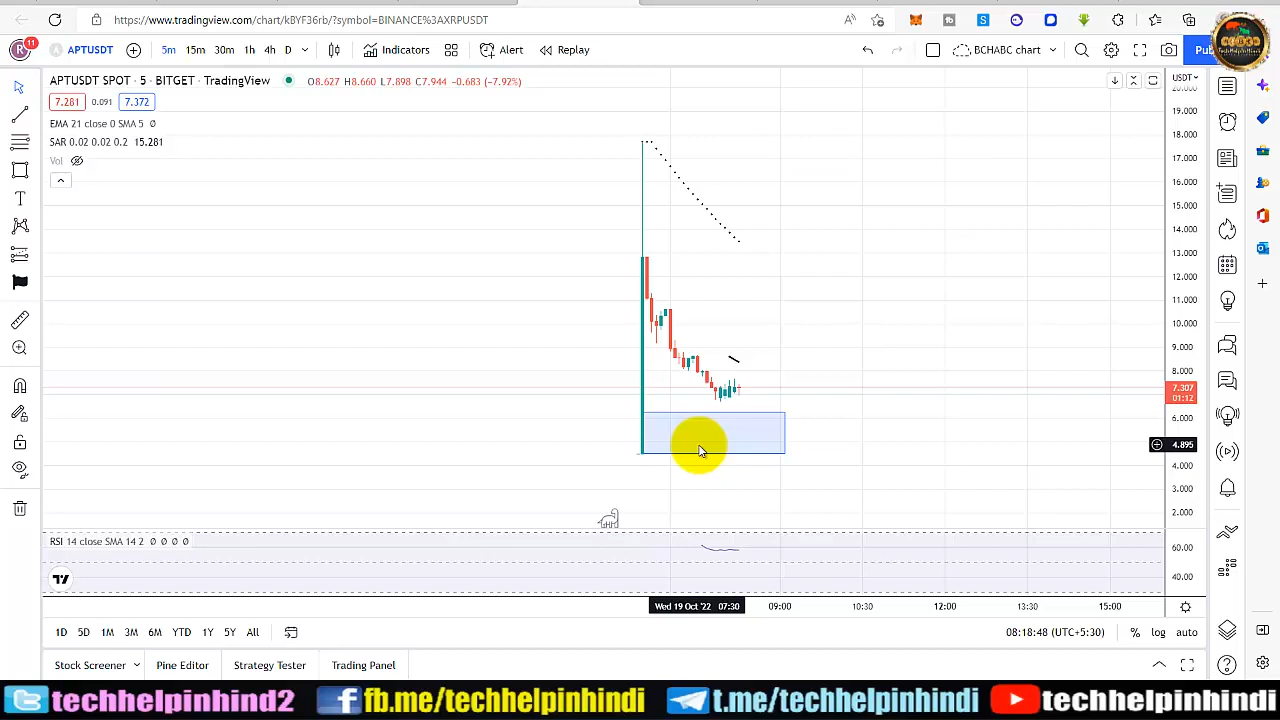 https://www.tradingview.com/chart/kBYF36rb/?symbol=BINANCE%3AXRPUSDT
R 11 APTUSDT 5m 15m 30m 1h 4h D Indicators Alert Replay BOSABC chart Pu
APTUSDT SPOT · 5 · BITGET · TradingView O8.627 H8.660 L7.898 C7.944 -0.683
USDT
7.281 0.091 7.372
EMA 21 close 0 SMA 5 Ø
SAR 0.02 0.02 0.2 15.281
Vol
20.000
19.000
18.000
17.000
16.000
15.000
14.000
13.000
12.000
11.000
10.000
9.000
8.000
7.307
01:12
6.000
4.895
4.000
3.000
2.000
RSI 14 close SMA 14 2 Ø Ø Ø Ø
60.00
40.00
Wed 19 Oct '22 07:30 09:00 10:30 12:00 13:30 15:00
1D 5D 1M 3M 6M YTD 1Y 5Y All 08:18:48 (UTC+5:30) % log auto
Stock Screener Pine Editor Strategy Tester Trading Panel
techhelpinhindi2 fb.me/techhelpinhindi t.me/techhelpinhindi techhelpinhindi